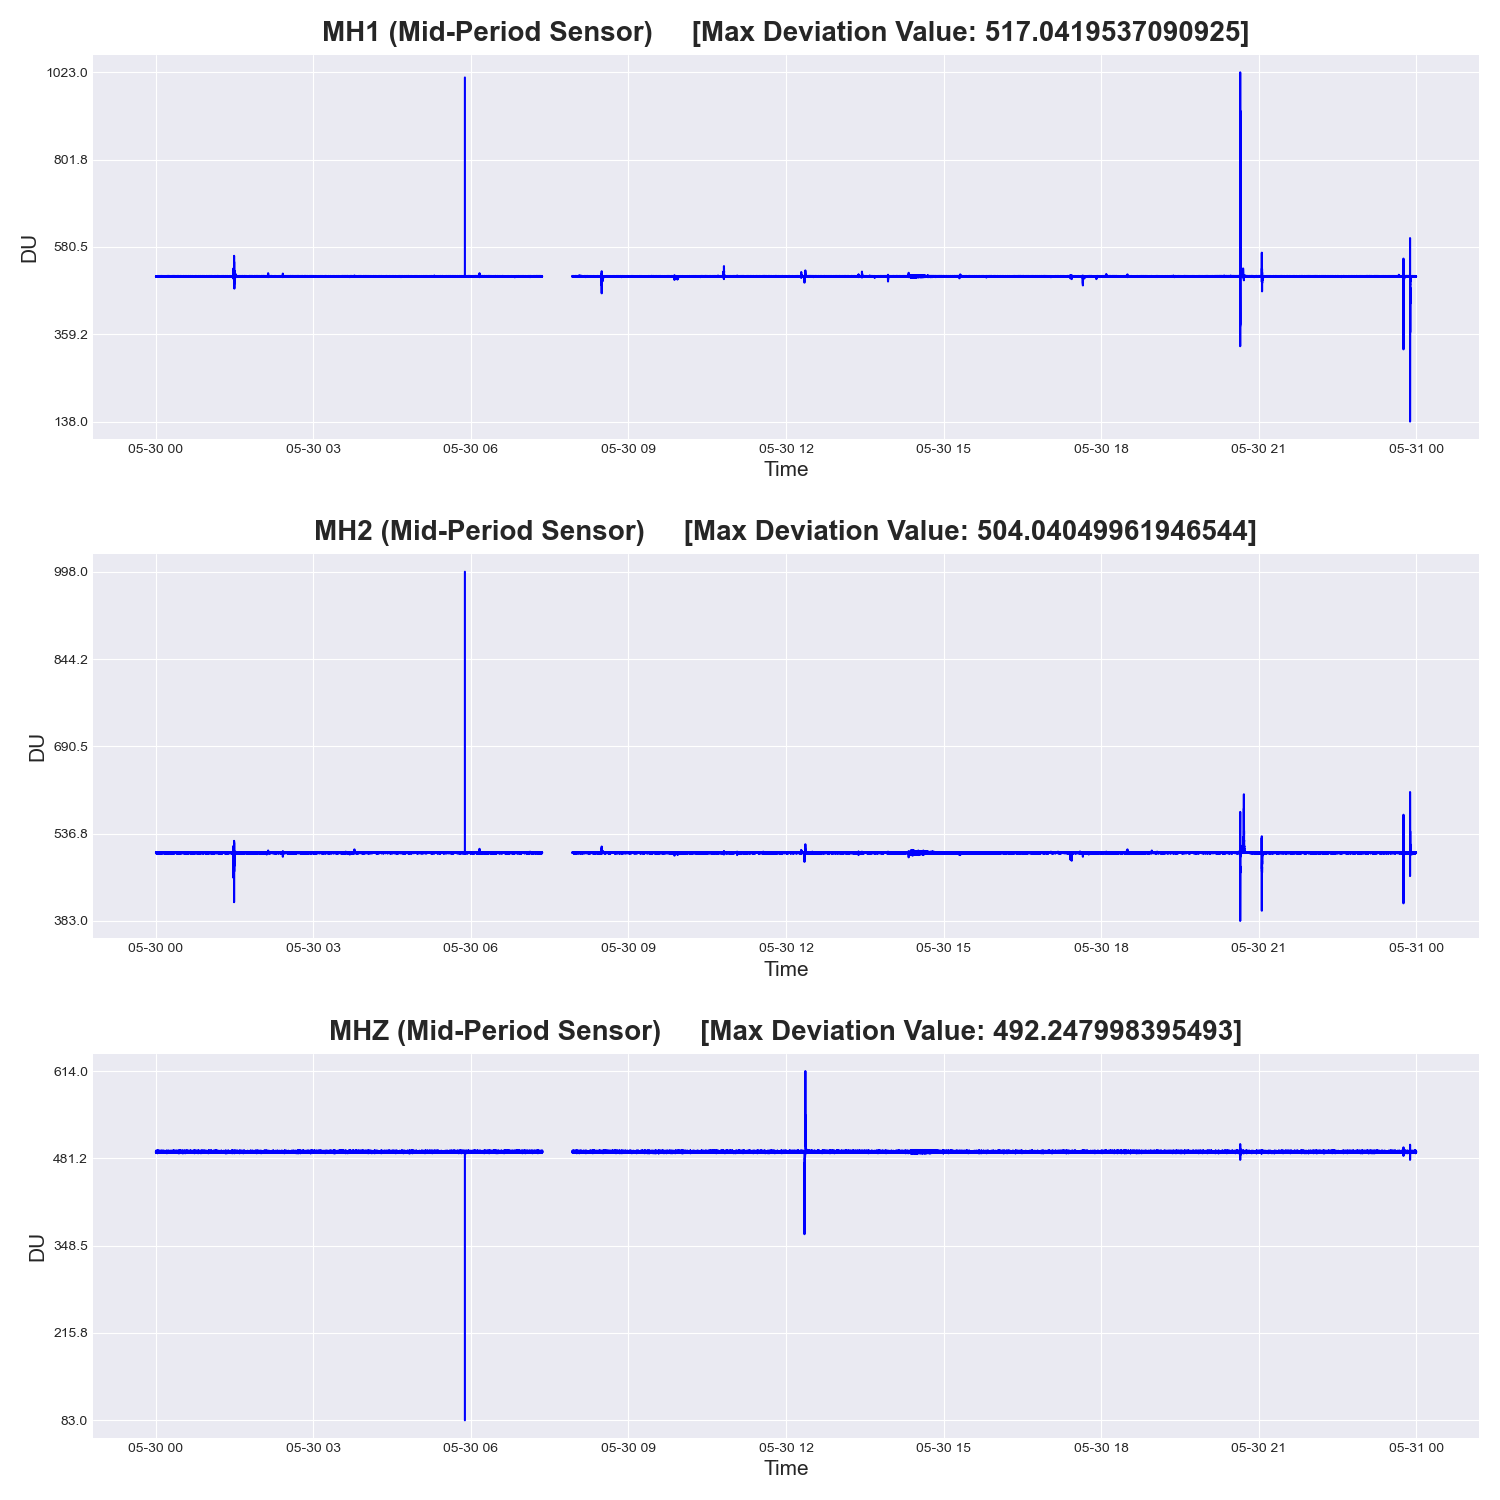 MH1 (Mid-Period Sensor)     [Max Deviation Value: 517.0419537090925]
1023.0
801.8
580.5
359.2
138.0
DU
05-30 00 05-30 03 05-30 06 05-30 09 05-30 12 05-30 15 05-30 18 05-30 21 05-31 00
Time
MH2 (Mid-Period Sensor)     [Max Deviation Value: 504.04049961946544]
998.0
844.2
690.5
536.8
383.0
DU
05-30 00 05-30 03 05-30 06 05-30 09 05-30 12 05-30 15 05-30 18 05-30 21 05-31 00
Time
MHZ (Mid-Period Sensor)     [Max Deviation Value: 492.247998395493]
614.0
481.2
348.5
215.8
83.0
DU
05-30 00 05-30 03 05-30 06 05-30 09 05-30 12 05-30 15 05-30 18 05-30 21 05-31 00
Time